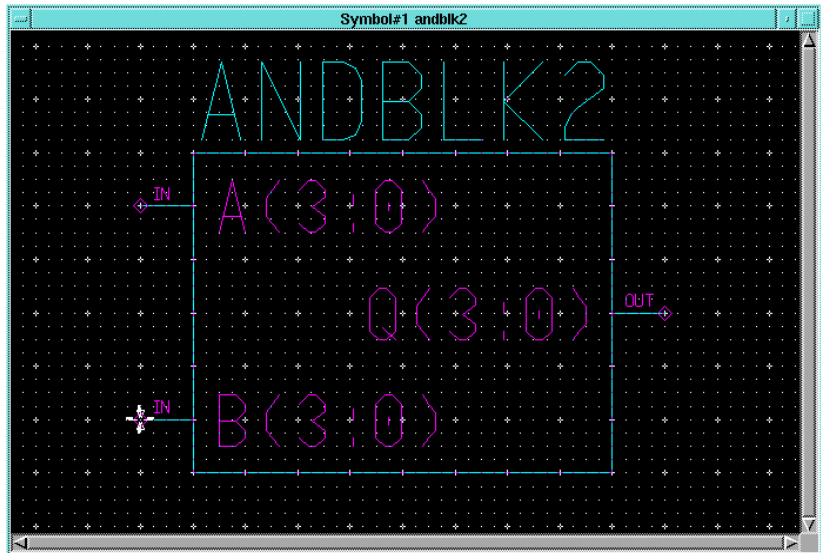 Symbol#1 andblk2
ANDBLK2
IN
A(3:0)
Q(3:0)
OUT
IN
B(3:0)